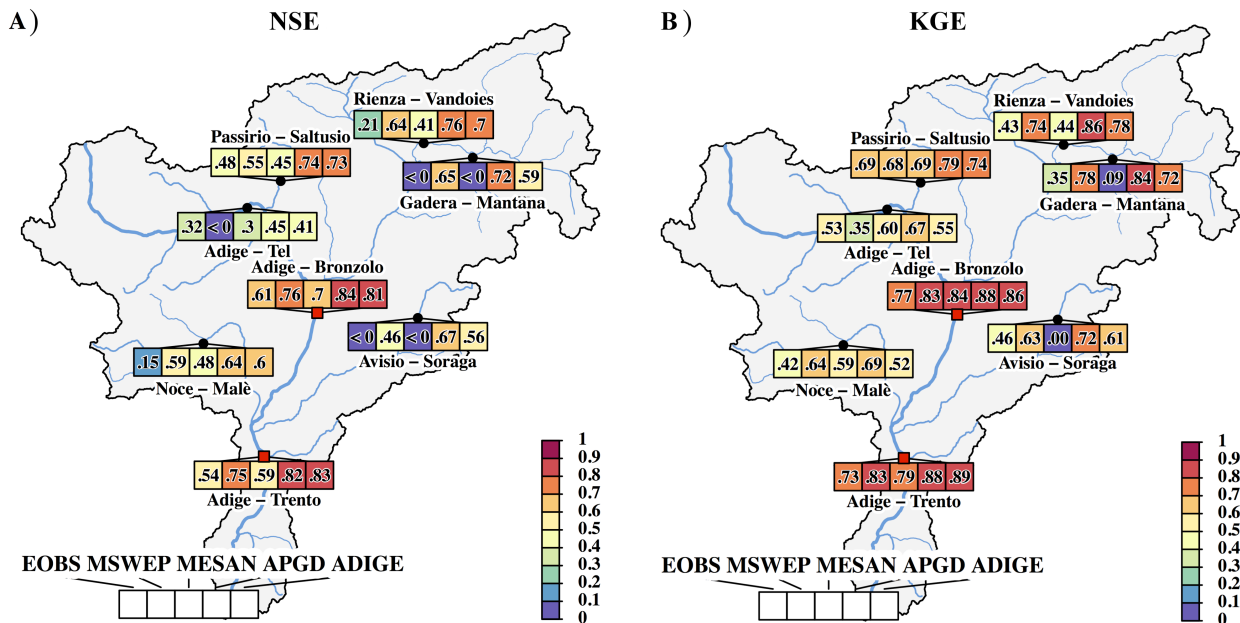 A )
NSE
Rienza – Vandoies
.21 .64 .41 .76 .7
Passirio – Saltusio
.48 .55 .45 .74 .73
< 0 .65 < 0 .72 .59
Gadera – Mantana
.32 < 0 .3 .45 .41
Adige – Tel
Adige – Bronzolo
.61 .76 .7 .84 .81
< 0 .46 < 0 .67 .56
Avisio – Soraga
.15 .59 .48 .64 .6
Noce – Malè
.54 .75 .59 .82 .83
Adige – Trento
EOBS MSWEP MESAN APGD ADIGE
1
0.9
0.8
0.7
0.6
0.5
0.4
0.3
0.2
0.1
0
B )
KGE
Rienza – Vandoies
.43 .74 .44 .86 .78
Passirio – Saltusio
.69 .68 .69 .79 .74
.35 .78 .09 .84 .72
Gadera – Mantana
.53 .35 .60 .67 .55
Adige – Tel
Adige – Bronzolo
.77 .83 .84 .88 .86
.46 .63 .00 .72 .61
Avisio – Soraga
.42 .64 .59 .69 .52
Noce – Malè
.73 .83 .79 .88 .89
Adige – Trento
EOBS MSWEP MESAN APGD ADIGE
1
0.9
0.8
0.7
0.6
0.5
0.4
0.3
0.2
0.1
0